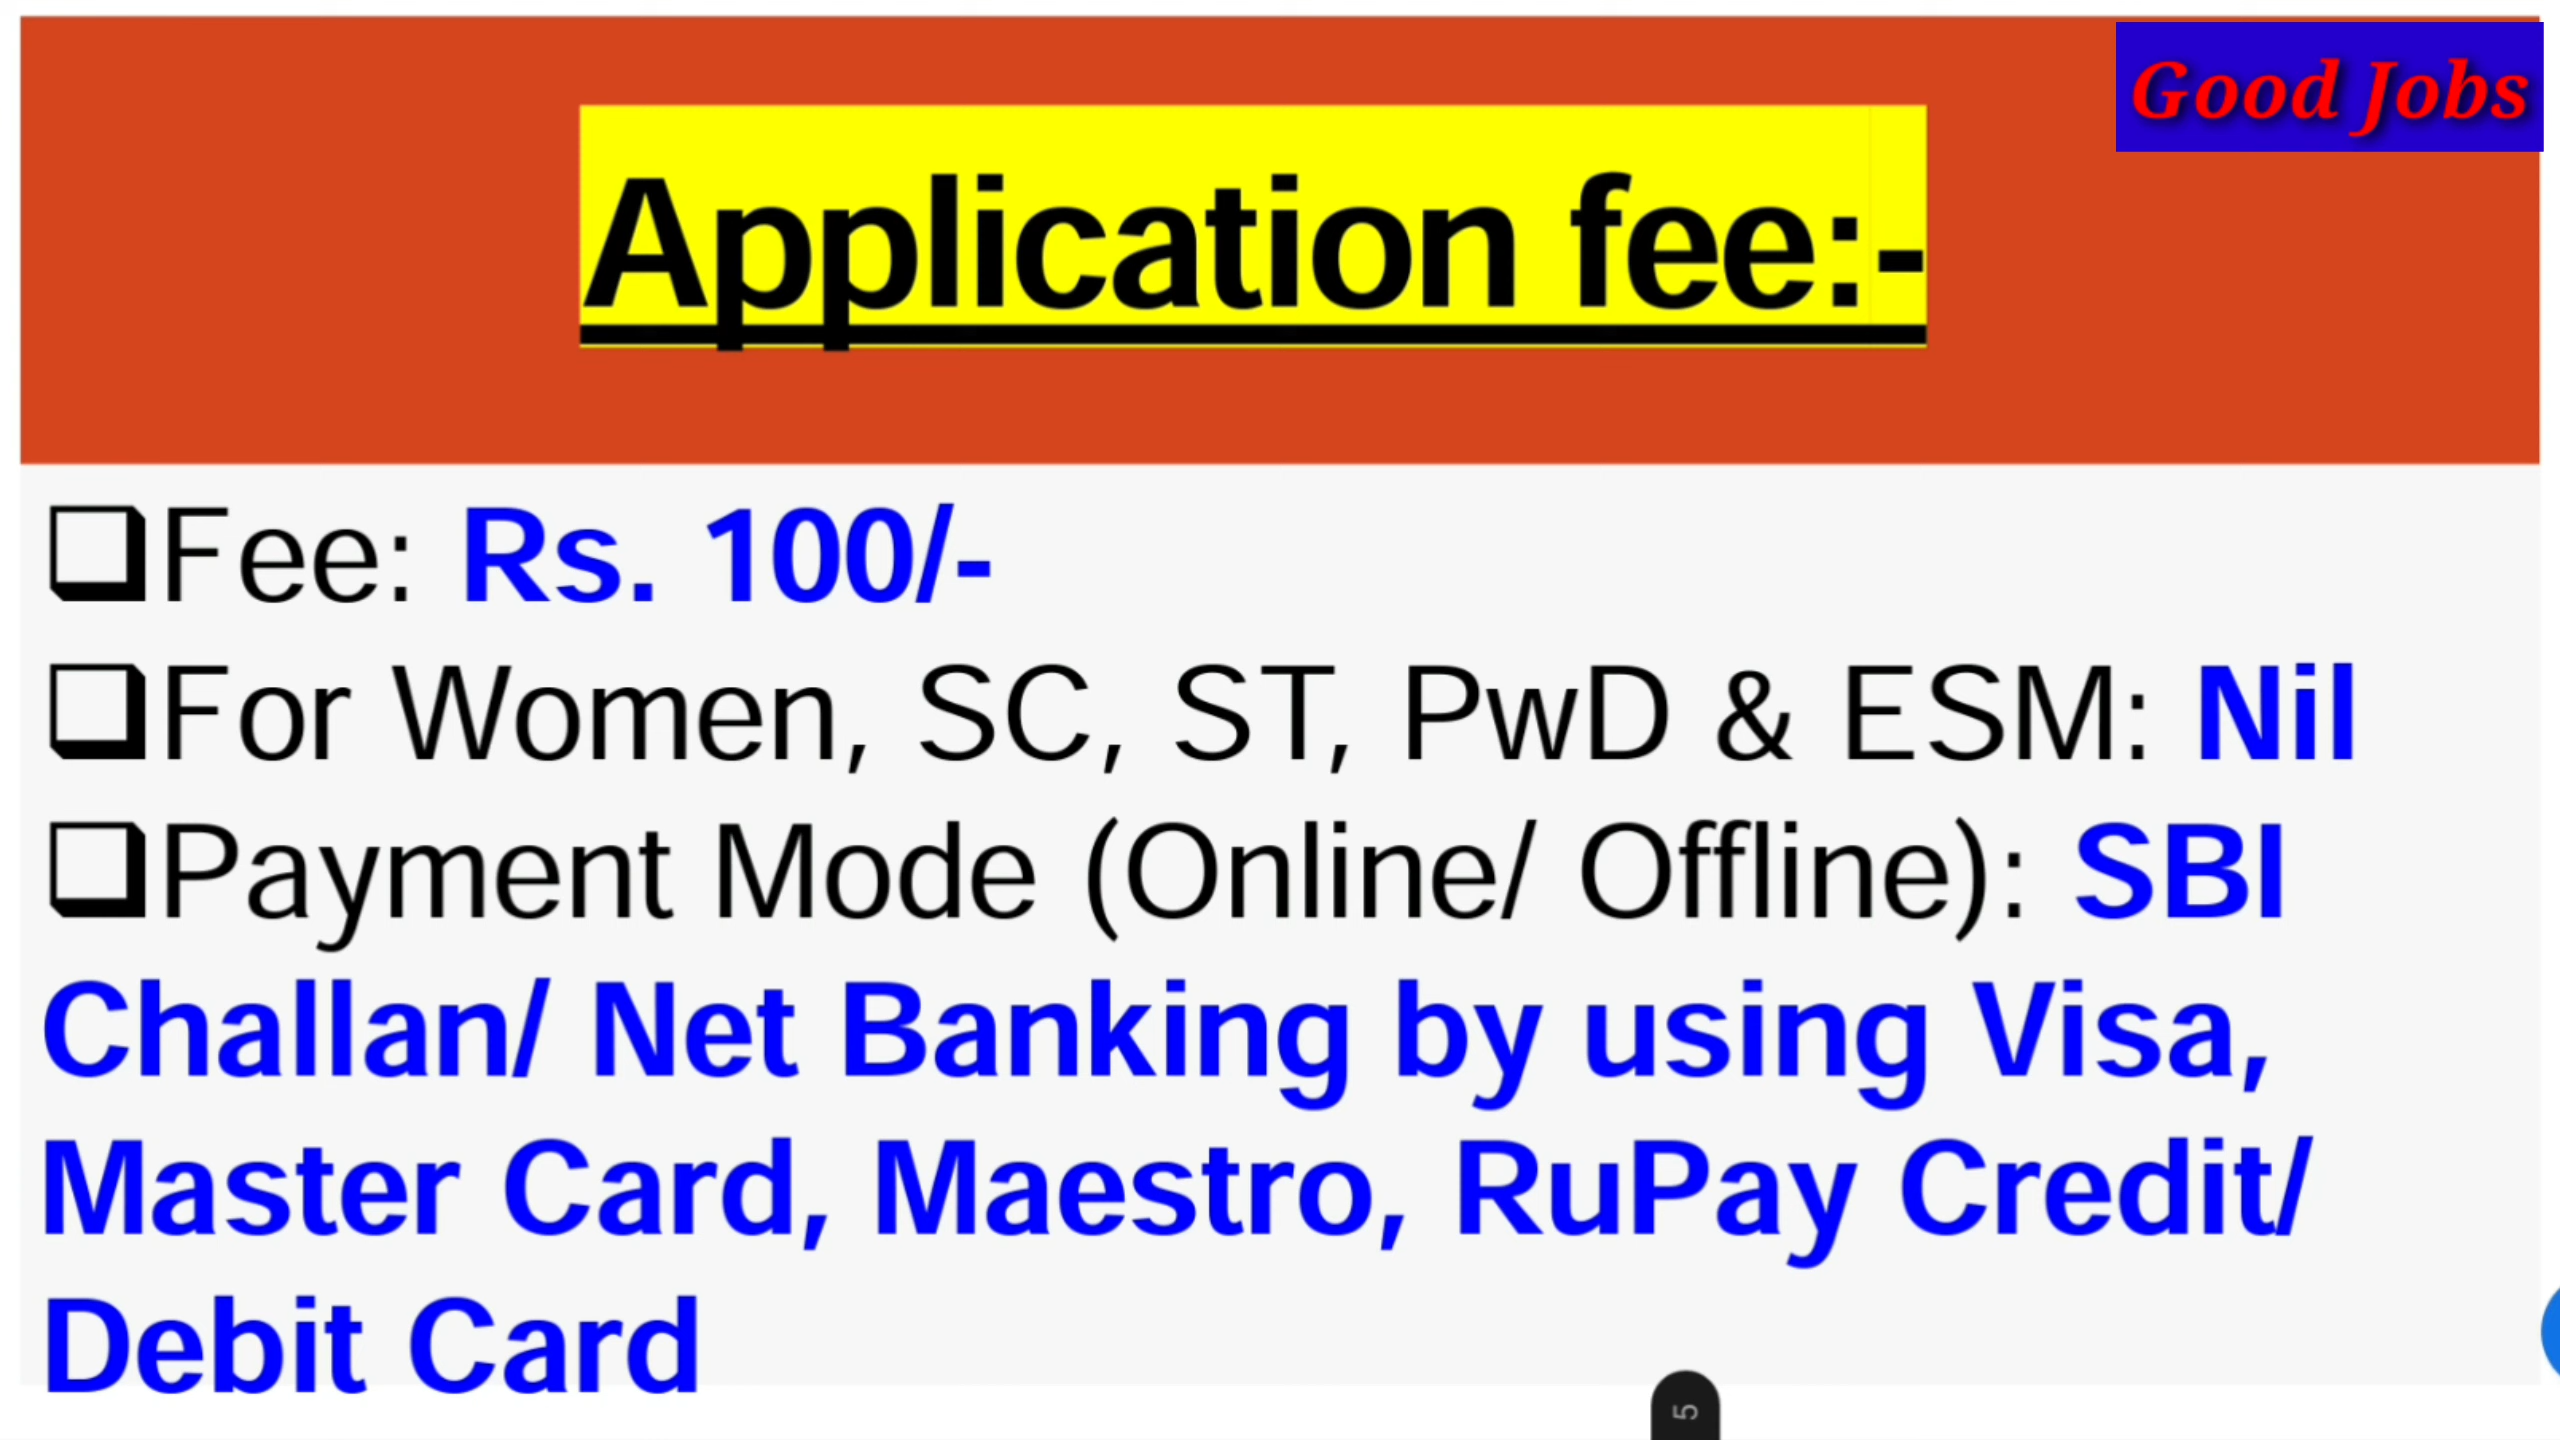 Good Jobs
Application fee:-
❑Fee: Rs. 100/-
❑For Women, SC, ST, PwD & ESM: Nil
❑Payment Mode (Online/ Offline): SBI
Challan/ Net Banking by using Visa,
Master Card, Maestro, RuPay Credit/
Debit Card
5